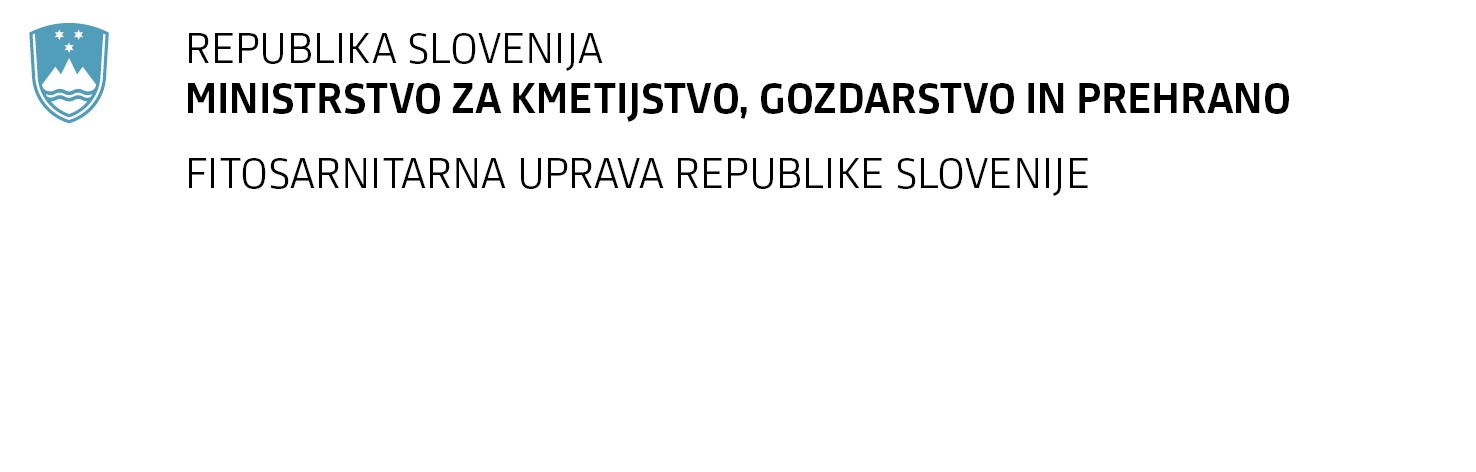 REPUBLIKA SLOVENIJA
MINISTRSTVO ZA KMETIJSTVO, GOZDARSTVO IN PREHRANO
FITOSARNITARNA UPRAVA REPUBLIKE SLOVENIJE